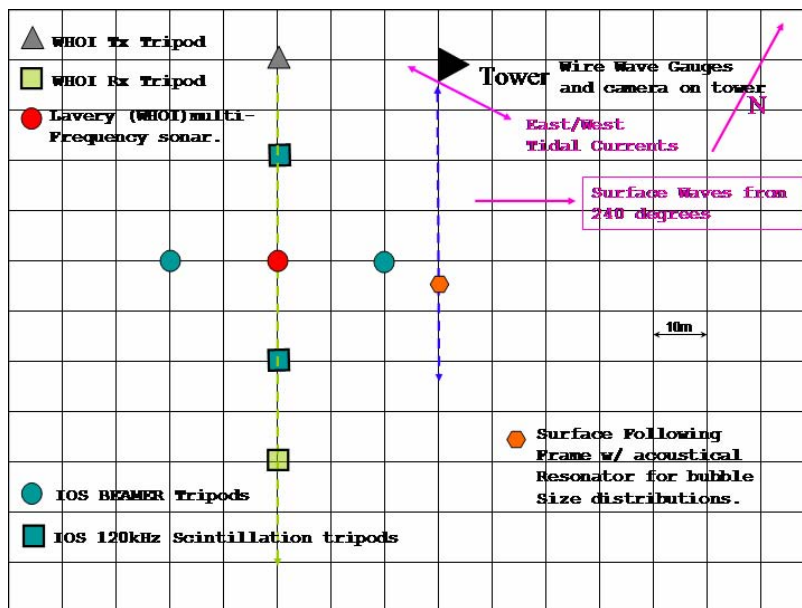 WHOI Tx Tripod
WHOI Rx Tripod
Lavery (WHOI)multi-
Frequency sonar.
Tower
Wire Wave Gauges
and camera on tower
N
East/West
Tidal Currents
Surface Waves from
240 degrees
10m
Surface Following
Frame w/ acoustical
Resonator for bubble
Size distributions.
IOS BEAMER Tripods
IOS 120kHz Scintillation tripods